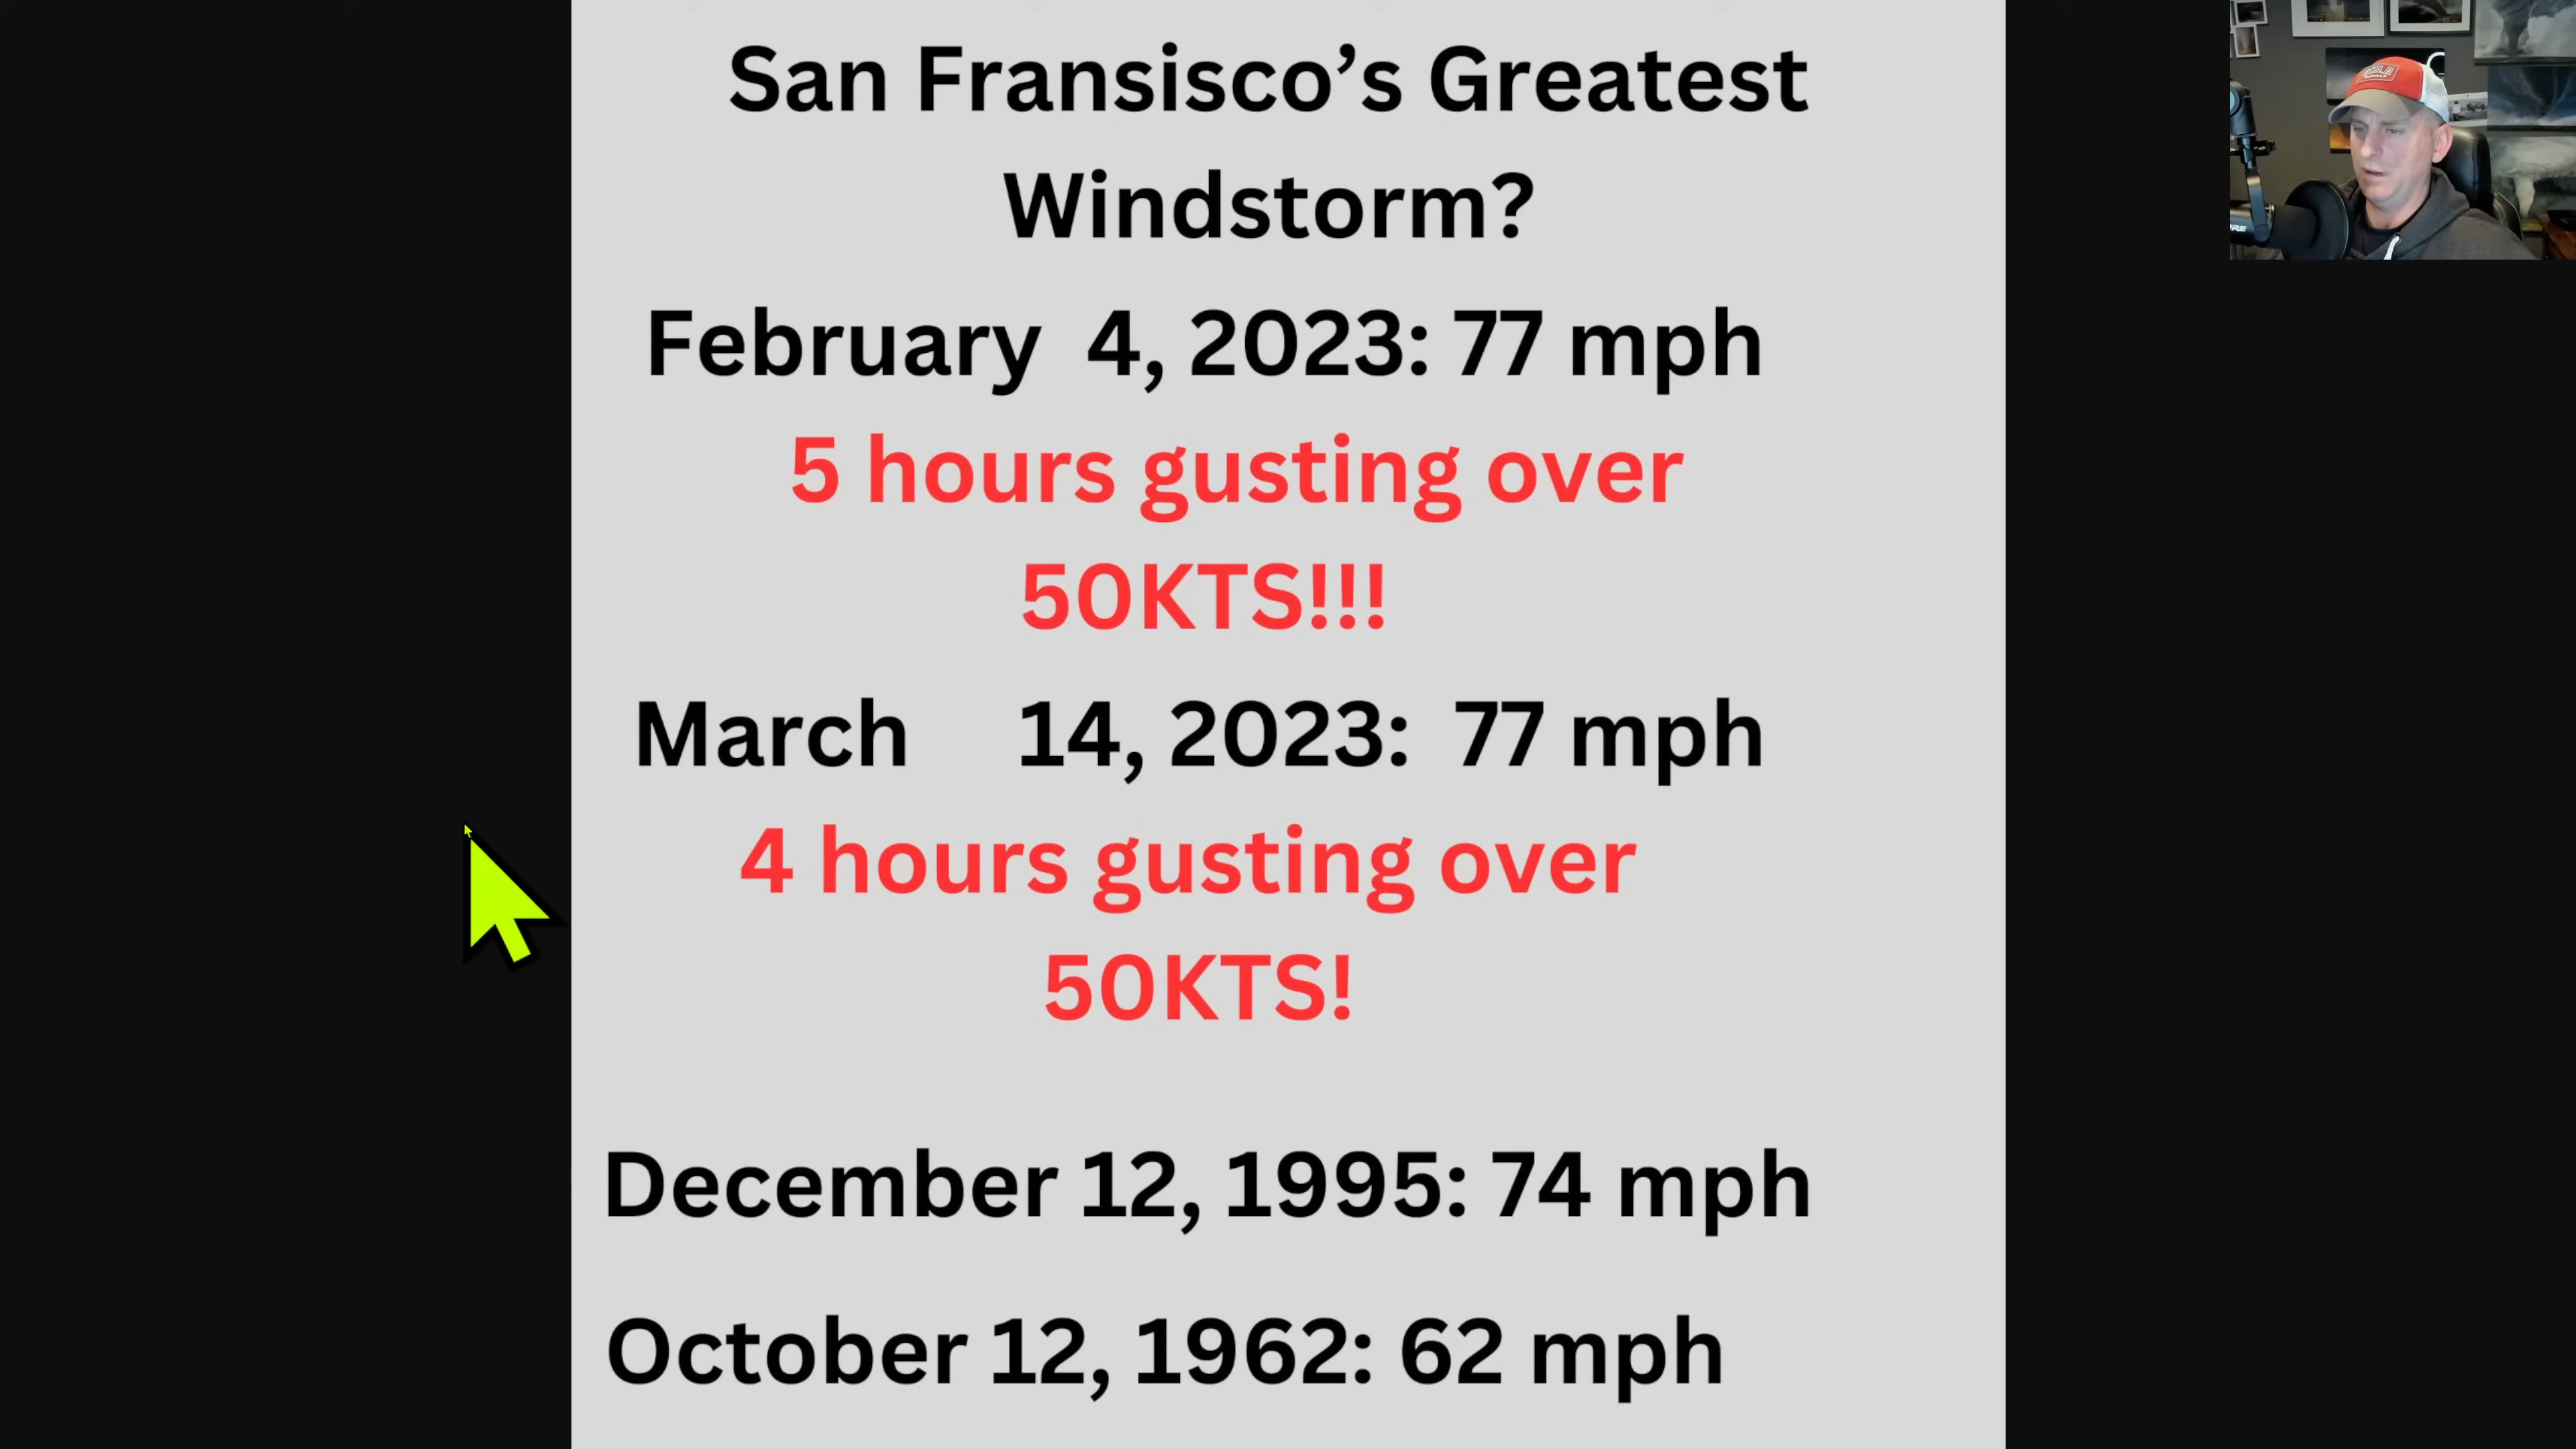 San Fransisco’s Greatest
Windstorm?
February 4, 2023: 77 mph
5 hours gusting over
50KTS!!!
March 14, 2023: 77 mph
4 hours gusting over
50KTS!
December 12, 1995: 74 mph
October 12, 1962: 62 mph